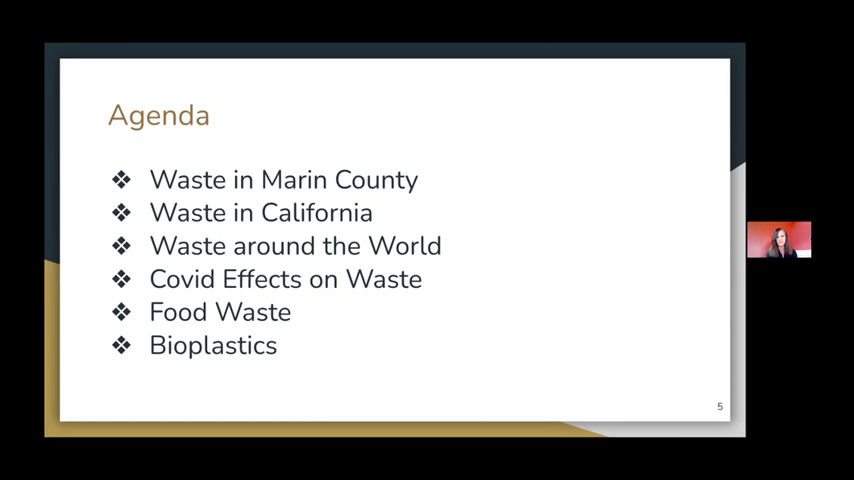 Agenda
❖ Waste in Marin County
❖ Waste in California
❖ Waste around the World
❖ Covid Effects on Waste
❖ Food Waste
❖ Bioplastics
5